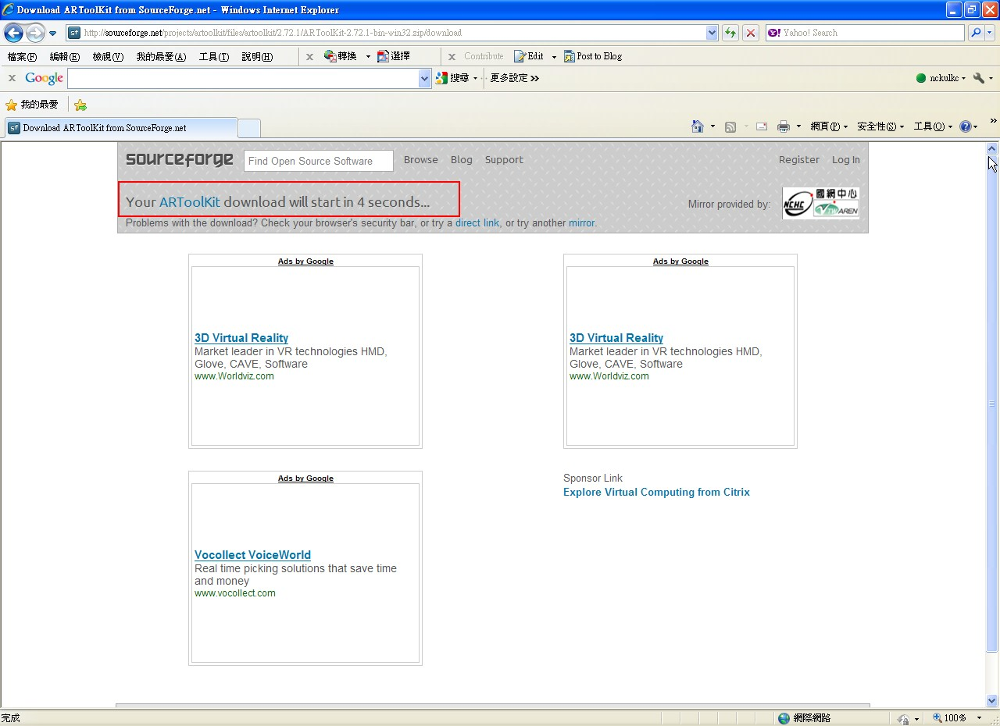 Download ARToolKit from SourceForge.net - Windows Internet Explorer
http://sourceforge.net/projects/artoolkit/files/artoolkit/2.72.1/ARToolKit-2.72.1-bin-win32.zip/download
Yahoo! Search
檔案(F) 編輯(E) 檢視(V) 我的最愛(A) 工具(T) 說明(H) x 轉換 選擇 x Contribute Edit Post to Blog
x Google 搜尋 更多設定 >> nckulkc
我的最愛
Download ARToolKit from SourceForge.net 網頁(P) 安全性(S) 工具(O) >>
sourceforge Find Open Source Software Browse Blog Support Register Log In
Your ARToolKit download will start in 4 seconds...
Mirror provided by: NCHC 國網中心 TWAREN
Problems with the download? Check your browser's security bar, or try a direct link, or try another mirror.
Ads by Google
3D Virtual Reality
Market leader in VR technologies HMD,
Glove, CAVE, Software
www.Worldviz.com
Ads by Google
3D Virtual Reality
Market leader in VR technologies HMD,
Glove, CAVE, Software
www.Worldviz.com
Ads by Google
Vocollect VoiceWorld
Real time picking solutions that save time
and money
www.vocollect.com
Sponsor Link
Explore Virtual Computing from Citrix
完成 網際網路 100%